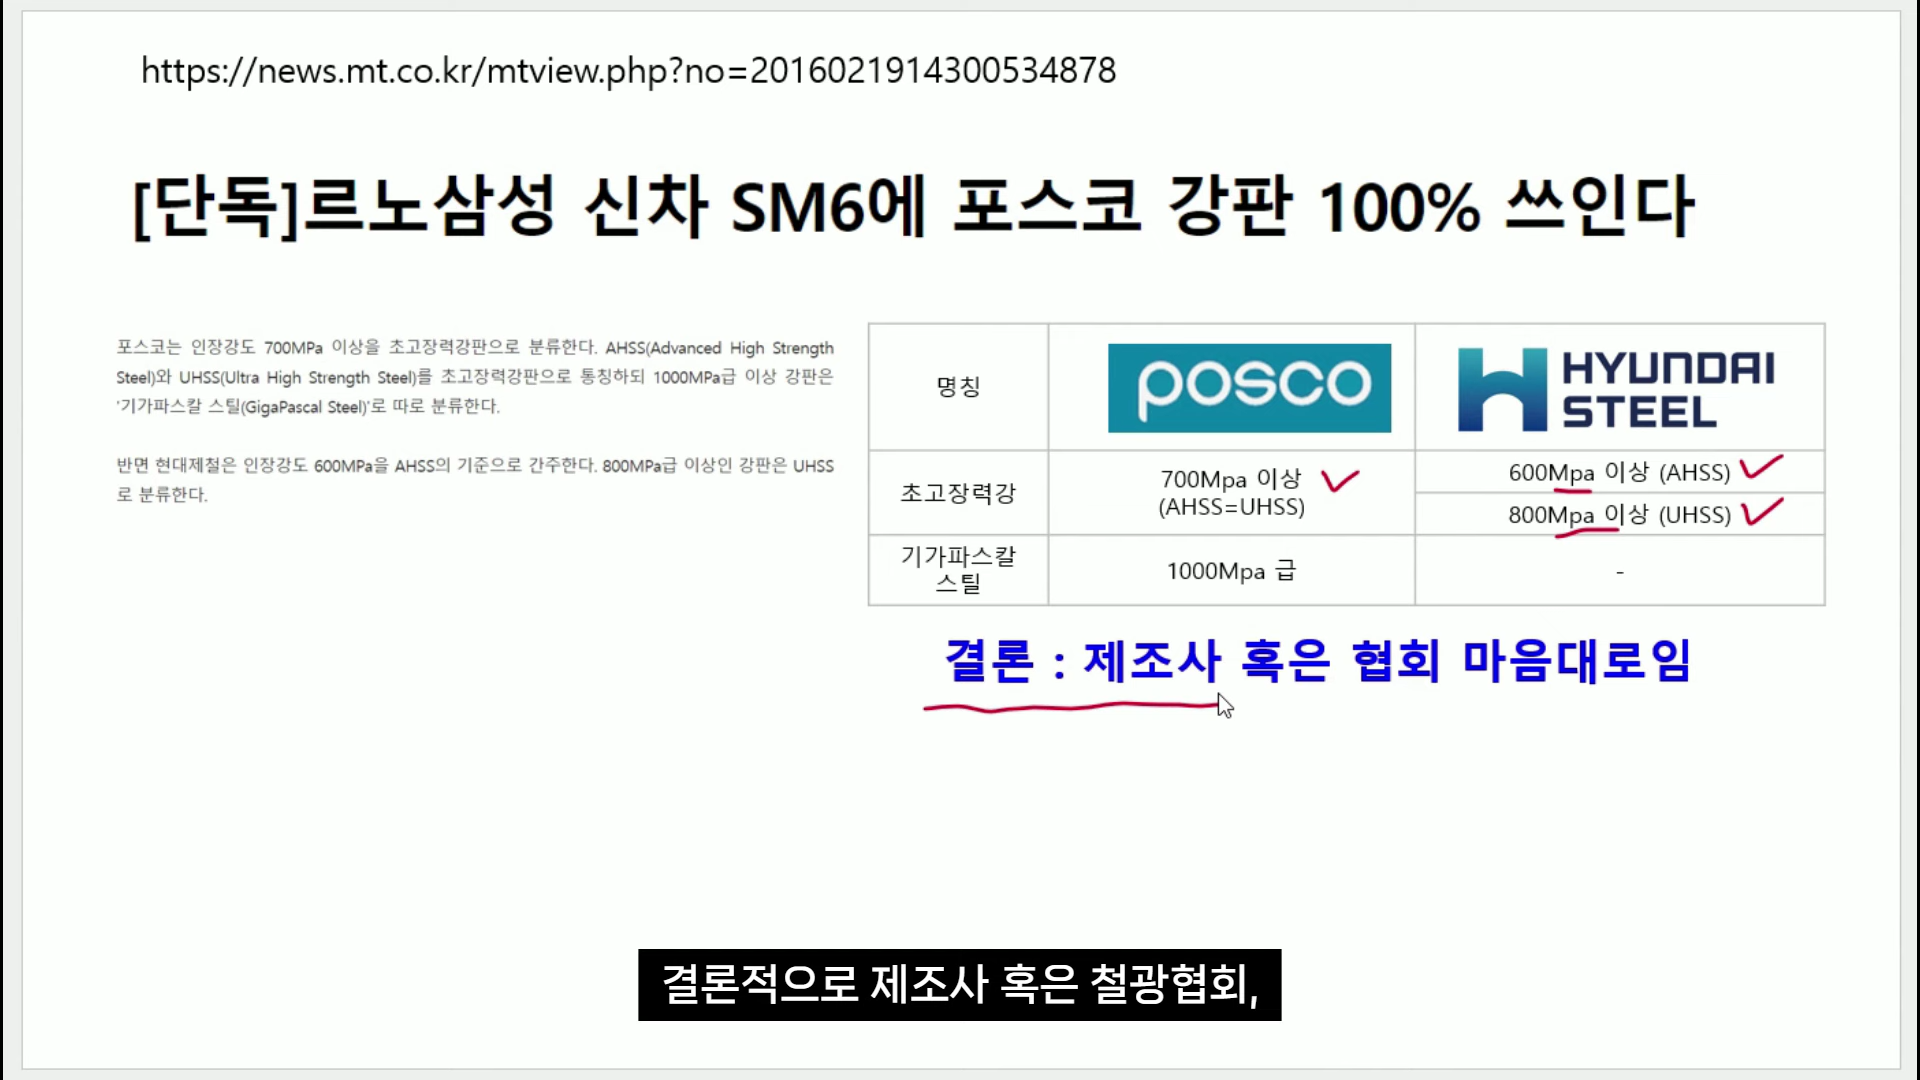 https://news.mt.co.kr/mtview.php?no=2016021914300534878
[단독]르노삼성 신차 SM6에 포스코 강판 100% 쓰인다
포스코는 인장강도 700MPa 이상을 초고장력강판으로 분류한다. AHSS(Advanced High Strength
Steel)와 UHSS(Ultra High Strength Steel)를 초고장력강판으로 통칭하되 1000MPa급 이상 강판은
'기가파스칼 스틸(GigaPascal Steel)'로 따로 분류한다.
반면 현대제철은 인장강도 600MPa을 AHSS의 기준으로 간주한다. 800MPa급 이상인 강판은 UHSS
로 분류한다.
명칭
posco
HYUNDAI
STEEL
초고장력강
700Mpa 이상
(AHSS=UHSS)
600Mpa 이상 (AHSS)
800Mpa 이상 (UHSS)
기가파스칼
스틸
1000Mpa 급
-
결론 : 제조사 혹은 협회 마음대로임
결론적으로 제조사 혹은 철광협회,